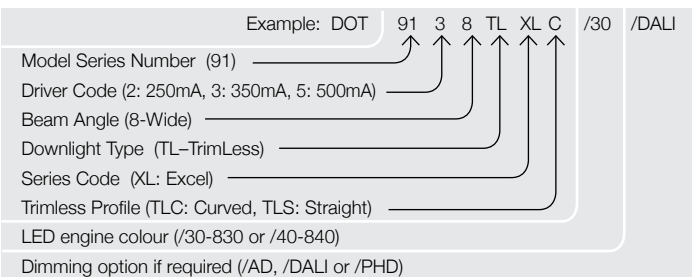 Example: DOT 91 3 8 TL XL C /30 /DALI
Model Series Number (91)
Driver Code (2: 250mA, 3: 350mA, 5: 500mA)
Beam Angle (8-Wide)
Downlight Type (TL–TrimLess)
Series Code (XL: Excel)
Trimless Profile (TLC: Curved, TLS: Straight)
LED engine colour (/30-830 or /40-840)
Dimming option if required (/AD, /DALI or /PHD)